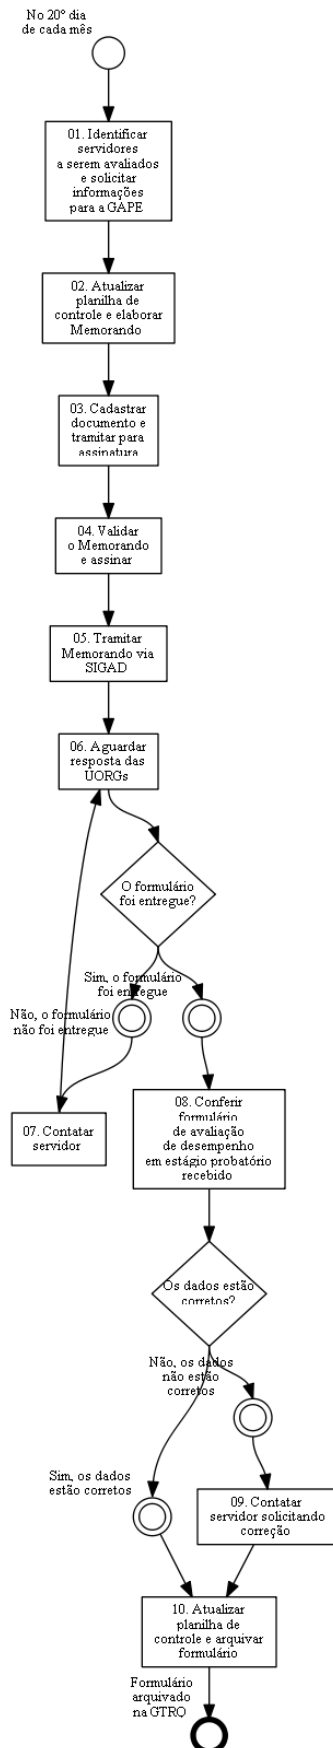 No 20º dia
de cada mês
01. Identificar
servidores
a serem avaliados
e solicitar
informações
para a GAPE
02. Atualizar
planilha de
controle e elaborar
Memorando
03. Cadastrar
documento e
tramitar para
assinatura
04. Validar
o Memorando
e assinar
05. Tramitar
Memorando via
SIGAD
06. Aguardar
resposta das
UORGs
O formulário
foi entregue?
Sim, o formulário
foi entregue
Não, o formulário
não foi entregue
07. Contatar
servidor
08. Conferir
formulário
de avaliação
de desempenho
em estágio probatório
recebido
Os dados estão
corretos?
Não, os dados
não estão
corretos
Sim, os dados
estão corretos
09. Contatar
servidor solicitando
correção
10. Atualizar
planilha de
controle e arquivar
formulário
Formulário
arquivado
na GTRQ